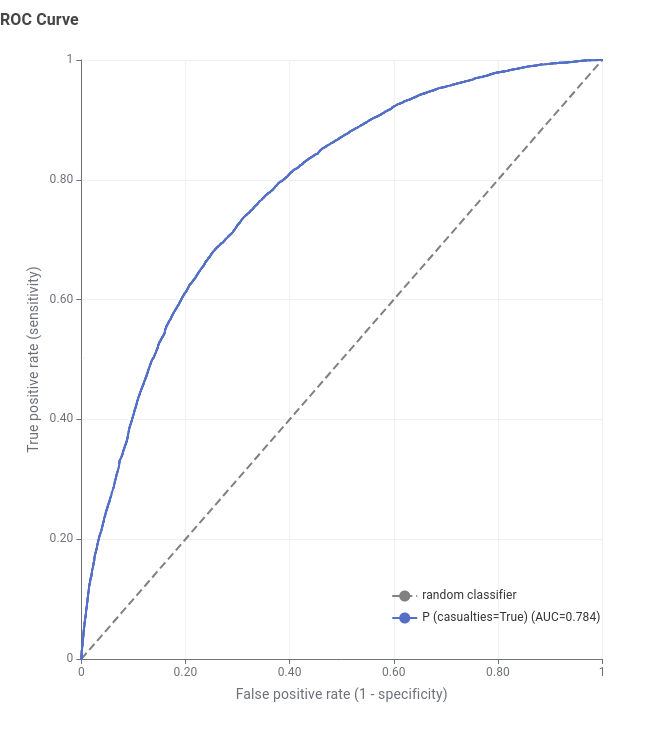 ROC Curve
1
0.80
0.60
0.40
0.20
0
True positive rate (sensitivity)
random classifier
P (casualties=True) (AUC=0.784)
0
0.20
0.40
0.60
0.80
1
False positive rate (1 - specificity)